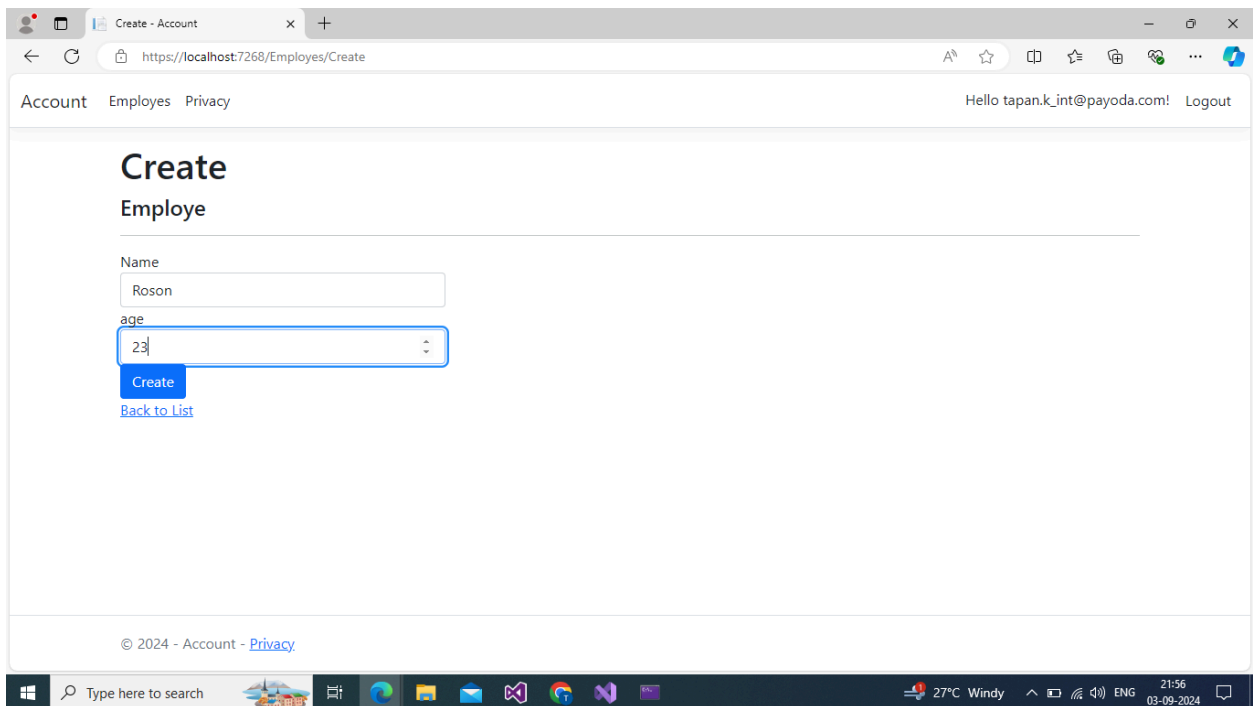 Create - Account
https://localhost:7268/Employes/Create
Account Employes Privacy Hello tapan.k_int@payoda.com! Logout
Create
Employe
Name
Roson
age
23
Create
Back to List
© 2024 - Account - Privacy
Type here to search 27°C Windy ENG 21:56
03-09-2024